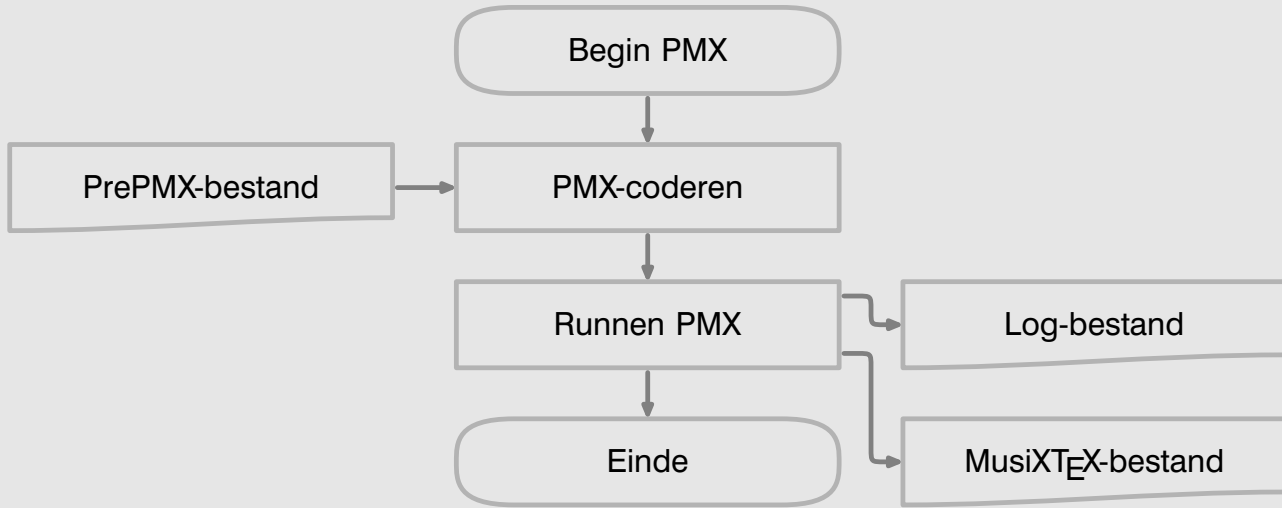 Begin PMX
PrePMX-bestand
PMX-coderen
Runnen PMX
Log-bestand
Einde
MusiXTEX-bestand